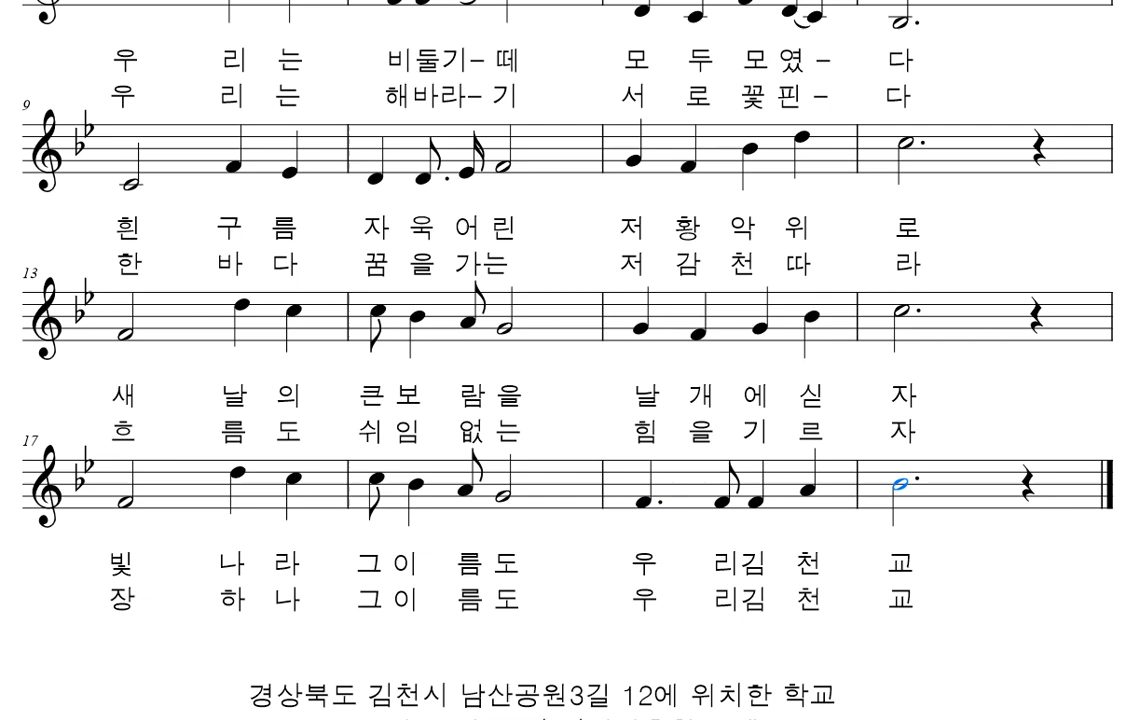 우 리 는 비둘기- 떼 모 두 모 였 - 다
우 리 는 해바라- 기 서 로 꽃 핀 - 다
9
흰 구 름 자 욱 어 린 저 황 악 위 로
한 바 다 꿈 을 가는 저 감 천 따 라
13
새 날 의 큰 보 람 을 날 개 에 싣 자
흐 름 도 쉬 임 없 는 힘 을 기 르 자
17
빛 나 라 그 이 름 도 우 리김 천 교
장 하 나 그 이 름 도 우 리김 천 교
경상북도 김천시 남산공원3길 12에 위치한 학교